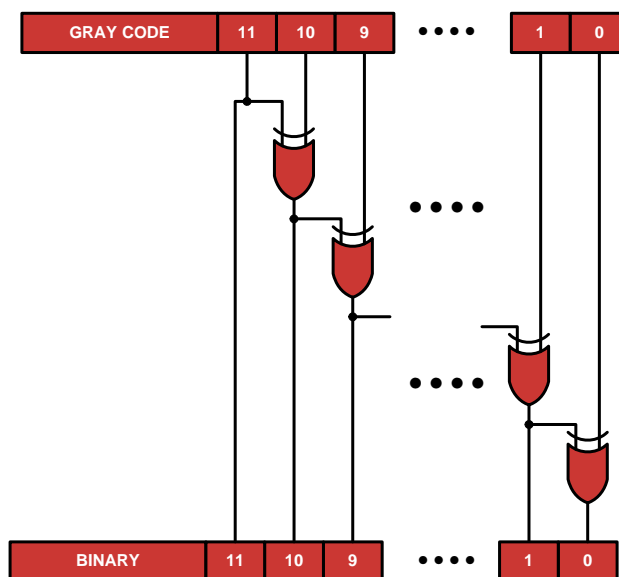 GRAY CODE 11 10 9 •••• 1 0
BINARY 11 10 9 •••• 1 0